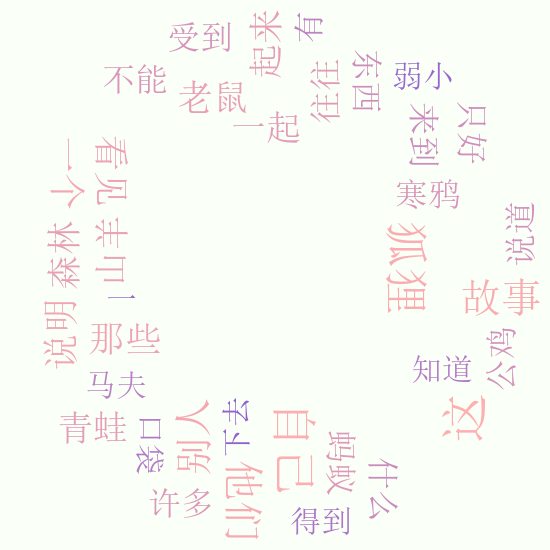 受到
起来
有
不能
老鼠
往往
东西
弱小
一起
来到
只好
一个
看见
寒鸦
说道
森林
山羊
狐狸
故事
一
说明
那些
公鸡
知道
马夫
这
青蛙
口袋
别人
下去
自己
蚂蚁
什么
他们
许多
得到